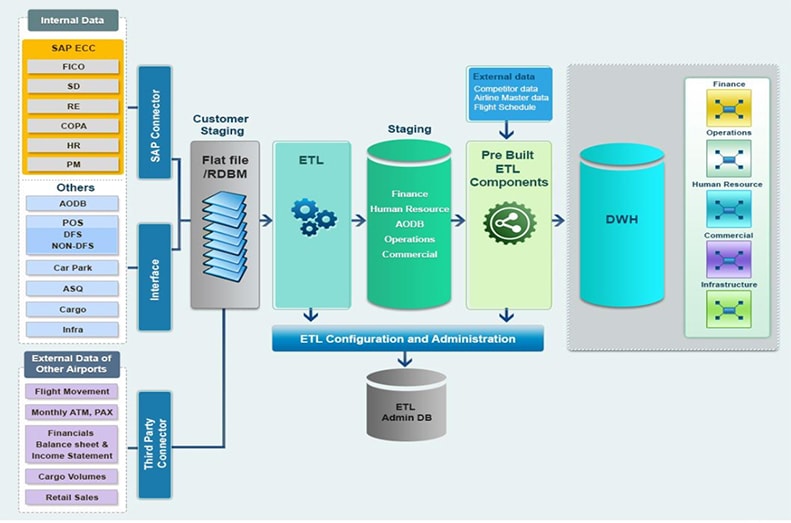 Internal Data
SAP ECC
FICO
SD
RE
COPA
HR
PM
Others
AODB
POS
DFS
NON-DFS
Car Park
ASQ
Cargo
Infra
External Data of
Other Airports
Flight Movement
Monthly ATM, PAX
Financials
Balance sheet &
Income Statement
Cargo Volumes
Retail Sales
SAP Connector
Interface
Third Party
Connector
Customer
Staging
Flat file
/RDBM
ETL
Staging
Finance
Human Resource
AODB
Operations
Commercial
External data
Competitor data
Airline Master data
Flight Schedule
Pre Built
ETL
Components
ETL Configuration and Administration
ETL
Admin DB
DWH
Finance
Operations
Human Resource
Commercial
Infrastructure